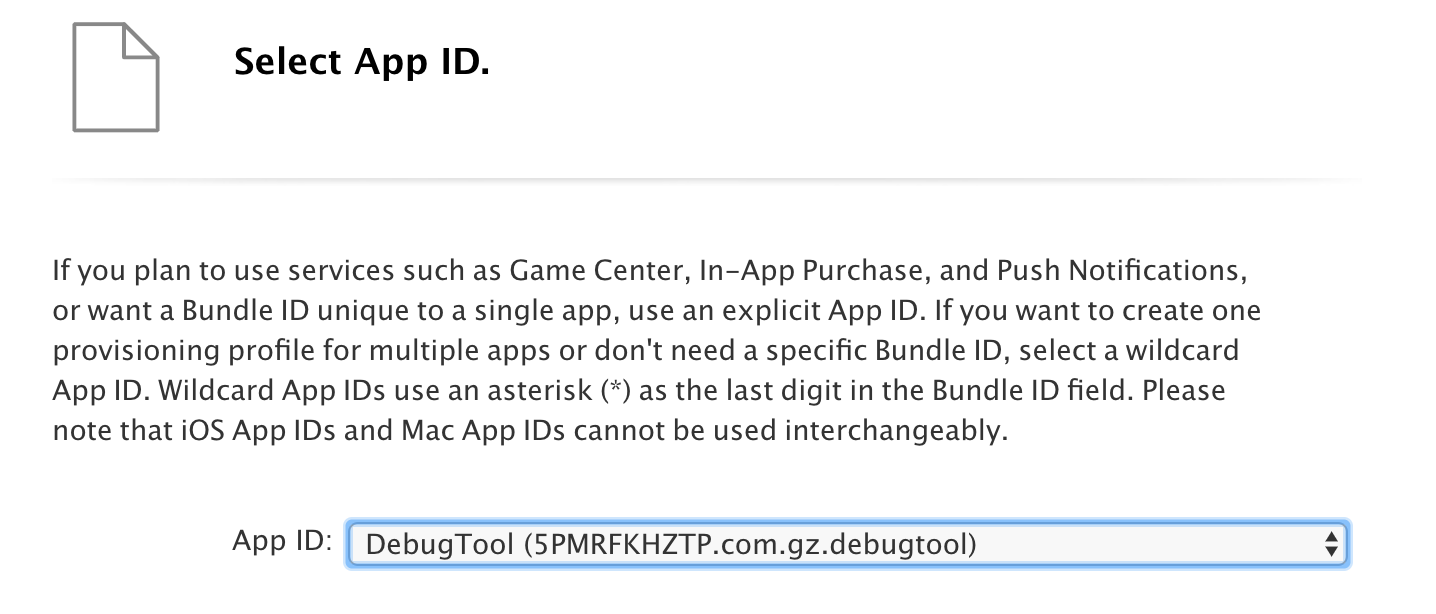 Select App ID.
If you plan to use services such as Game Center, In-App Purchase, and Push Notifications,
or want a Bundle ID unique to a single app, use an explicit App ID. If you want to create one
provisioning profile for multiple apps or don't need a specific Bundle ID, select a wildcard
App ID. Wildcard App IDs use an asterisk (*) as the last digit in the Bundle ID field. Please
note that iOS App IDs and Mac App IDs cannot be used interchangeably.
App ID: DebugTool (5PMRFKHZTP.com.gz.debugtool)